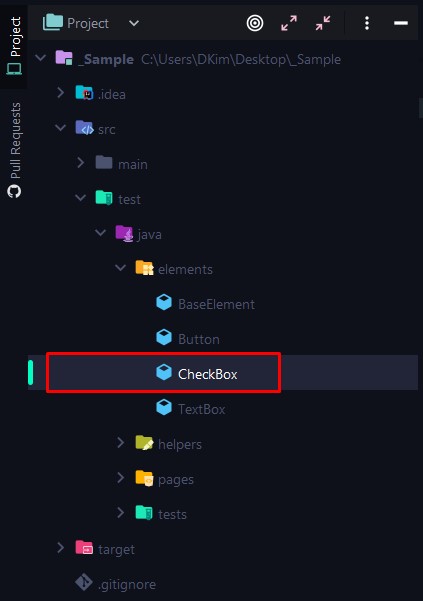 Project
Pull Requests
Project
_Sample C:\Users\DKim\Desktop\_Sample
.idea
src
main
test
java
elements
BaseElement
Button
CheckBox
TextBox
helpers
pages
tests
target
.gitignore